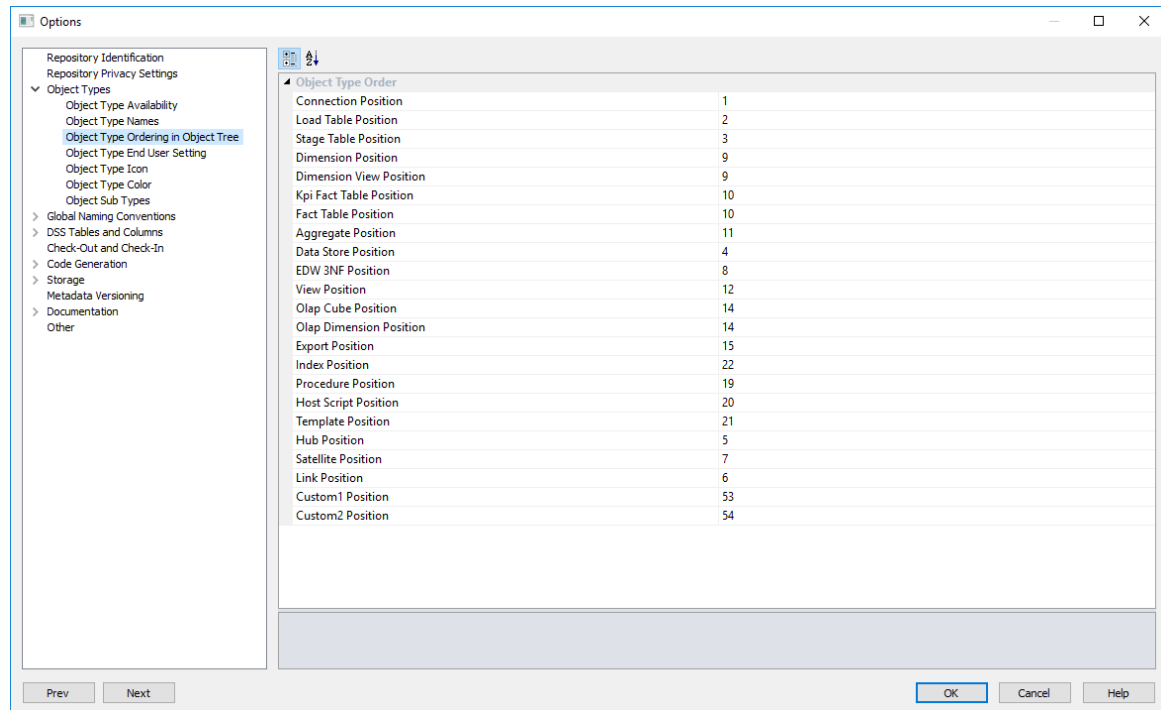 Options
Repository Identification
Repository Privacy Settings
Object Types
Object Type Availability
Object Type Names
Object Type Ordering in Object Tree
Object Type End User Setting
Object Type Icon
Object Type Color
Object Sub Types
Global Naming Conventions
DSS Tables and Columns
Check-Out and Check-In
Code Generation
Storage
Metadata Versioning
Documentation
Other
Object Type Order
Connection Position 1
Load Table Position 2
Stage Table Position 3
Dimension Position 9
Dimension View Position 9
Kpi Fact Table Position 10
Fact Table Position 10
Aggregate Position 11
Data Store Position 4
EDW 3NF Position 8
View Position 12
Olap Cube Position 14
Olap Dimension Position 14
Export Position 15
Index Position 22
Procedure Position 19
Host Script Position 20
Template Position 21
Hub Position 5
Satellite Position 7
Link Position 6
Custom1 Position 53
Custom2 Position 54
Prev Next OK Cancel Help